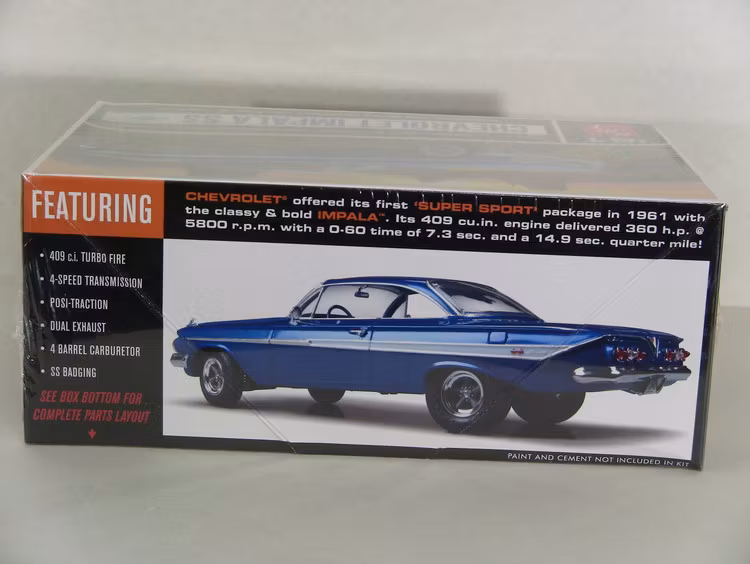 CHEVROLET IMPALA SS
FEATURING
CHEVROLET® offered its first 'SUPER SPORT' package in 1961 with
the classy & bold IMPALA™. Its 409 cu.in. engine delivered 360 h.p. @
5800 r.p.m. with a 0-60 time of 7.3 sec. and a 14.9 sec. quarter mile!
• 409 c.i. TURBO FIRE
• 4-SPEED TRANSMISSION
• POSI-TRACTION
• DUAL EXHAUST
• 4 BARREL CARBURETOR
• SS BADGING
SEE BOX BOTTOM FOR
COMPLETE PARTS LAYOUT
PAINT AND CEMENT NOT INCLUDED IN KIT